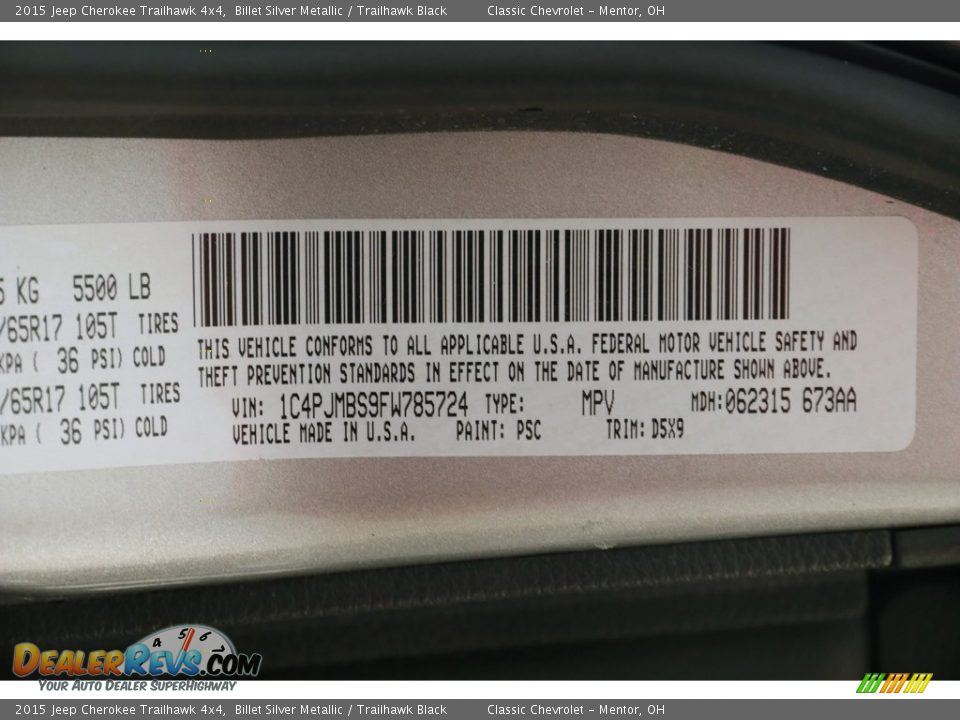 2015 Jeep Cherokee Trailhawk 4x4, Billet Silver Metallic / Trailhawk Black Classic Chevrolet - Mentor, OH
KG 5500 LB
/65R17 105T TIRES
KPA ( 36 PSI) COLD
/65R17 105T TIRES
KPA ( 36 PSI) COLD
THIS VEHICLE CONFORMS TO ALL APPLICABLE U.S.A. FEDERAL MOTOR VEHICLE SAFETY AND
THEFT PREVENTION STANDARDS IN EFFECT ON THE DATE OF MANUFACTURE SHOWN ABOVE.
VIN: 1C4PJMBS9FW785724 TYPE: MPV MDH:062315 673AA
VEHICLE MADE IN U.S.A. PAINT: PSC TRIM: D5X9
4 5 6
DEALERREVS.COM
YOUR AUTO DEALER SUPERHIGHWAY
2015 Jeep Cherokee Trailhawk 4x4, Billet Silver Metallic / Trailhawk Black Classic Chevrolet - Mentor, OH